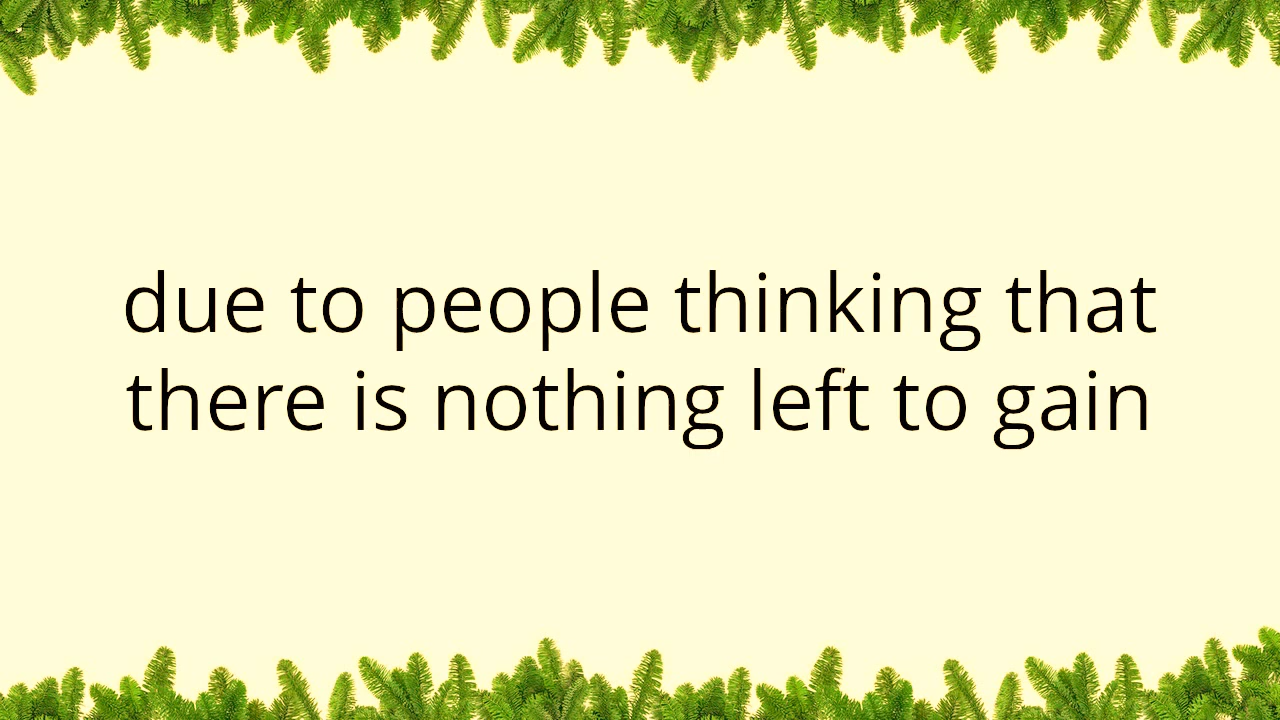 due to people thinking that
there is nothing left to gain